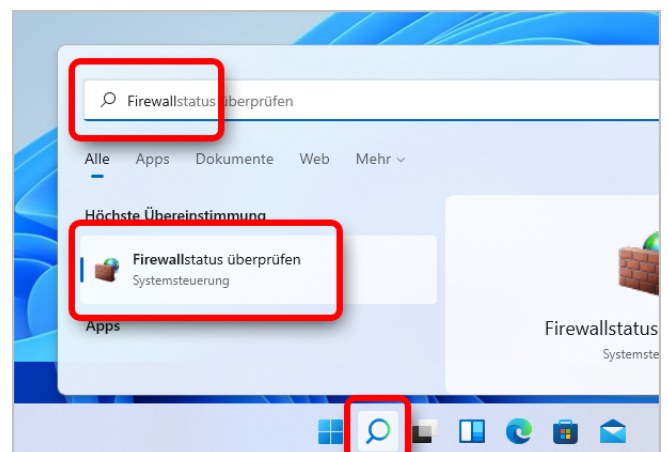 Firewallstatus überprüfen
Alle Apps Dokumente Web Mehr
Höchste Übereinstimmung
Firewallstatus überprüfen
Systemsteuerung
Apps
Firewallstatus
Systemste